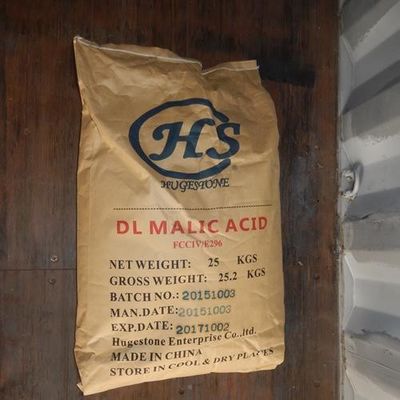 HS
HUGESTONE
DL MALIC ACID
FCCIV/E296
NET WEIGHT: 25 KGS
GROSS WEIGHT: 25.2 KGS
BATCH NO.: 20151003
MAN.DATE: 20151003
EXP.DATE: 20171002
Hugestone Enterprise Co.,ltd.
MADE IN CHINA
STORE IN COOL & DRY PLACES